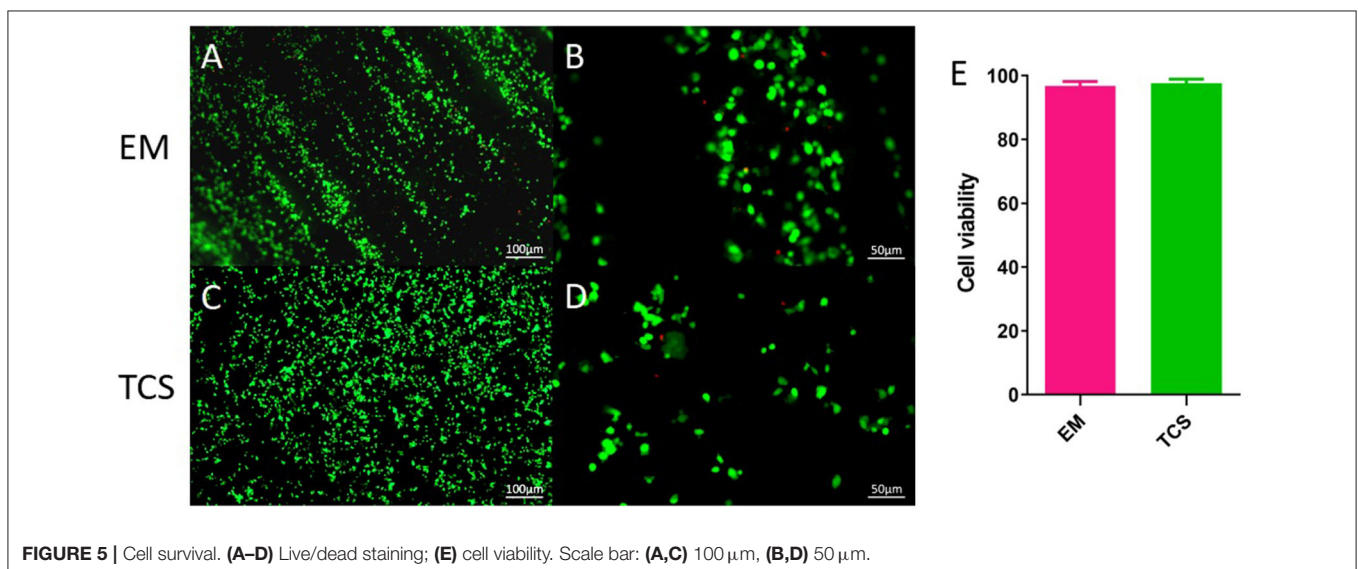 A
B
EM
100µm
50µm
C
D
TCS
100µm
50µm
E
100
80
60
40
20
0
Cell viability
EM
TCS
FIGURE 5 | Cell survival. (A–D) Live/dead staining; (E) cell viability. Scale bar: (A,C) 100 µm, (B,D) 50 µm.